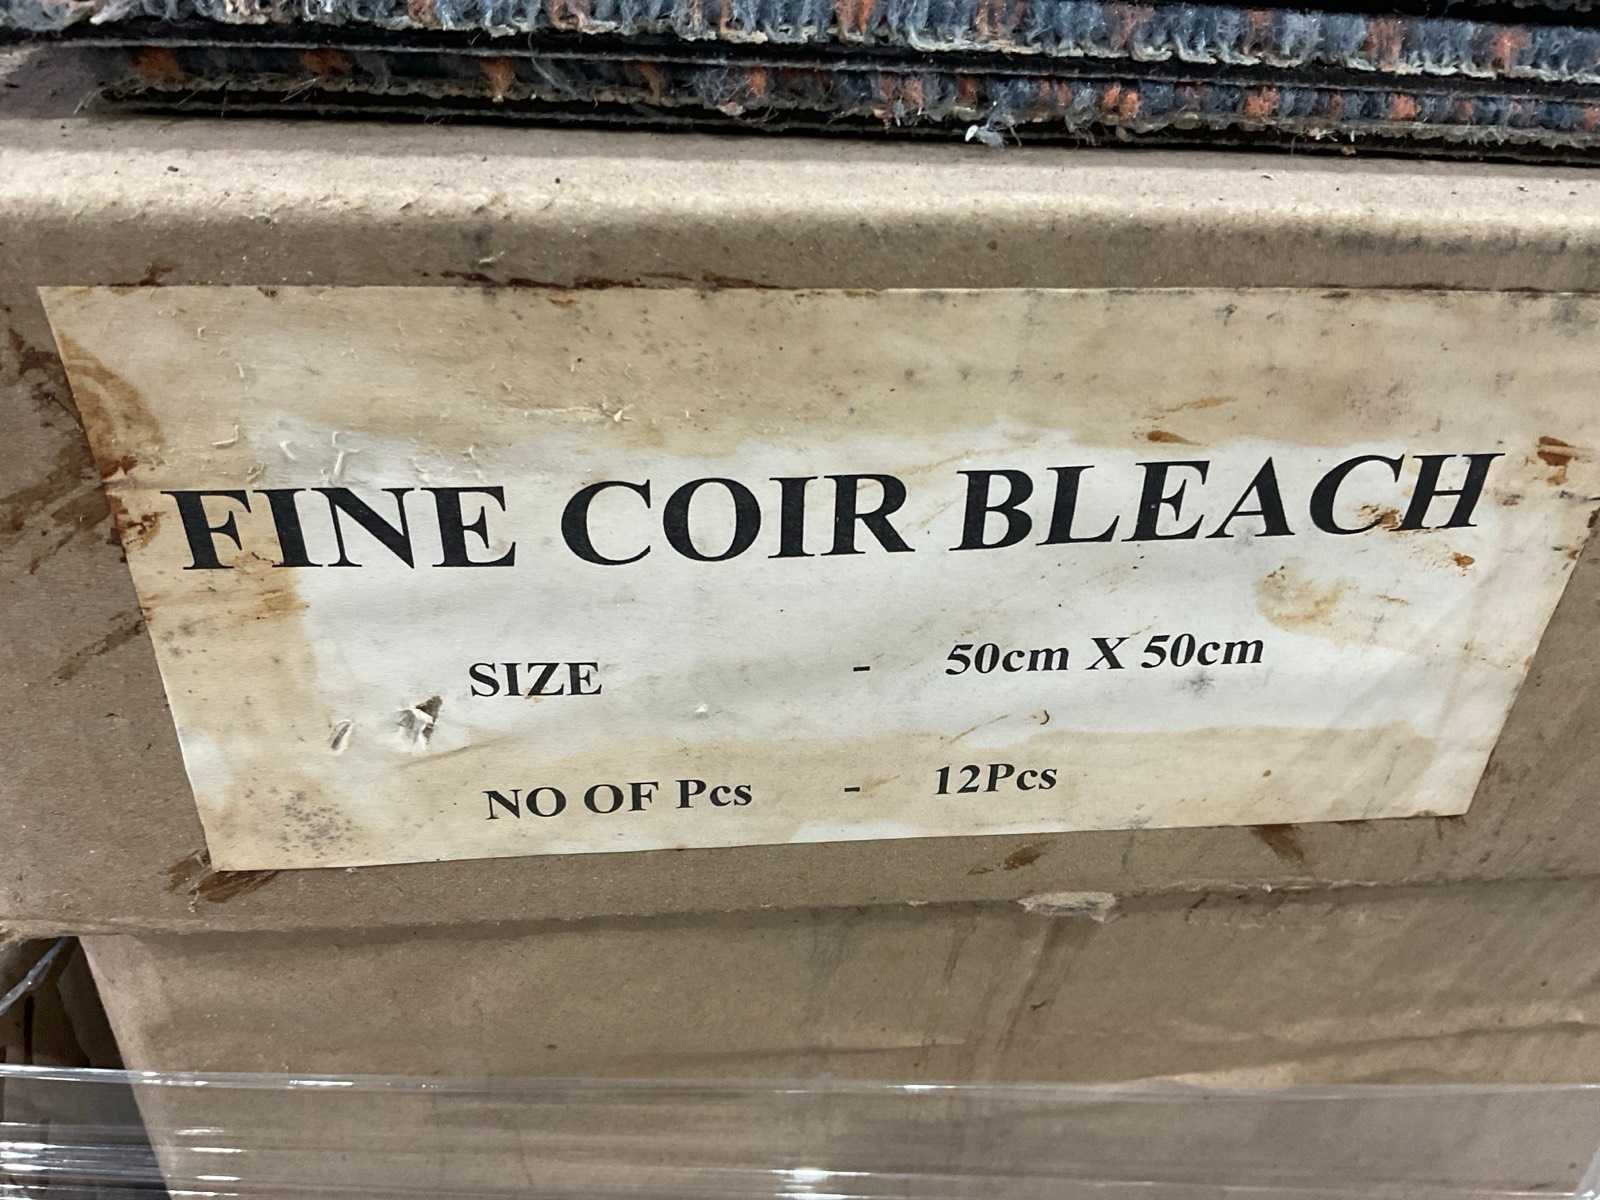 FINE COIR BLEACH
SIZE - 50cm X 50cm
NO OF Pcs - 12Pcs